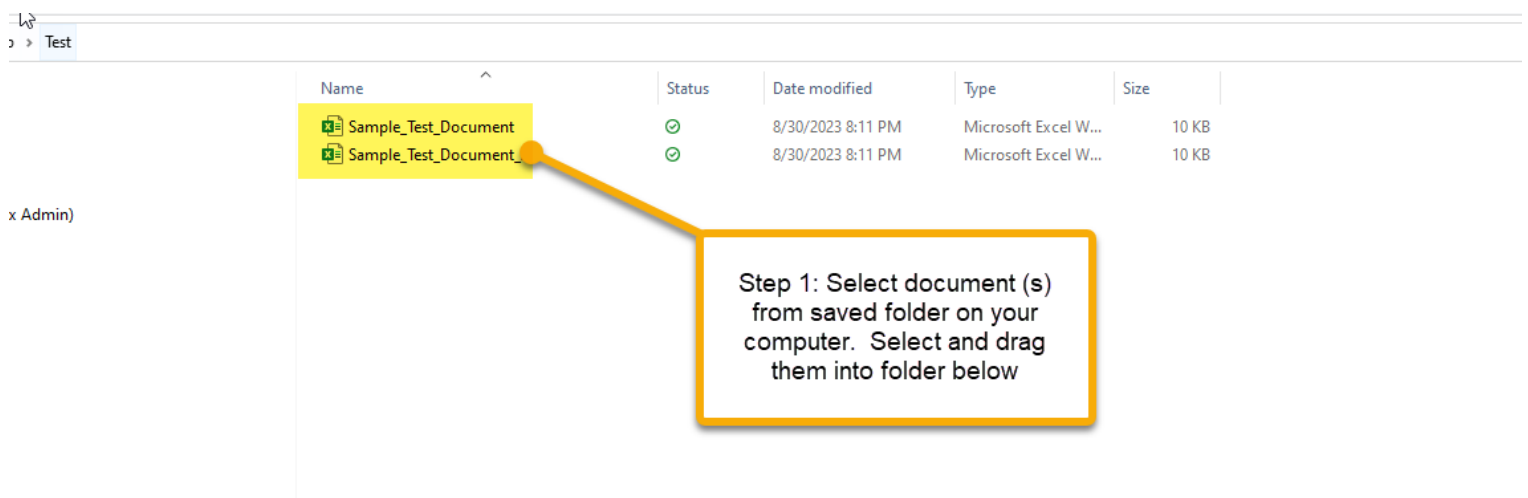 > Test
Name Status Date modified Type Size
Sample_Test_Document 8/30/2023 8:11 PM Microsoft Excel W... 10 KB
Sample_Test_Document_ 8/30/2023 8:11 PM Microsoft Excel W... 10 KB
x Admin)
Step 1: Select document (s)
from saved folder on your
computer. Select and drag
them into folder below